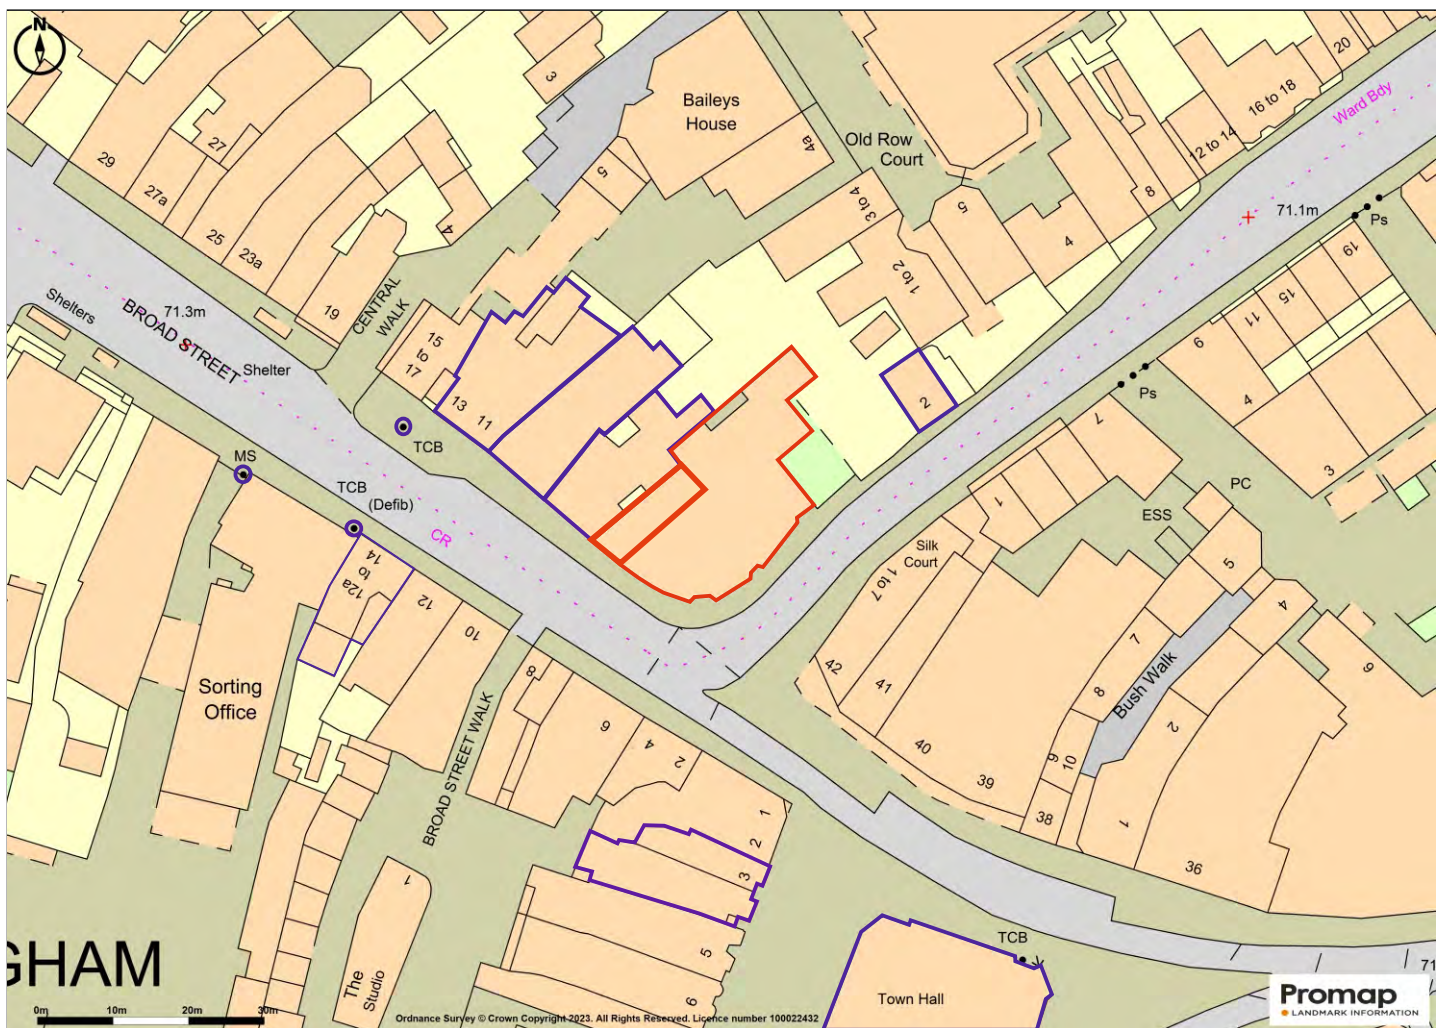 N
3
Baileys
House
4a
Old Row
Court
20
16 to 18
12 to 14
Ward Bdy
8
71.1m
Ps
29
27
27a
25
23a
19
4
5
3 to 4
5
4
1 to 2
19
15
11
9
CENTRAL
WALK
Shelters
71.3m
BROAD STREET
Shelter
15
to
17
13
11
2
Ps
7
4
3
TCB
MS
TCB
(Defib)
CR
PC
ESS
1
Silk
Court
1 to 7
5
4
14
to
12a
12
10
7
8
Bush Walk
2
6
42
41
40
39
9
10
38
1
36
Sorting
Office
BROAD STREET WALK
8
6
4
2
1
2
3
5
6
1
The
Studio
TCB
Town Hall
71
GHAM
0m
10m
20m
30m
Ordnance Survey © Crown Copyright 2023. All Rights Reserved. Licence number 100022432
Promap
LANDMARK INFORMATION